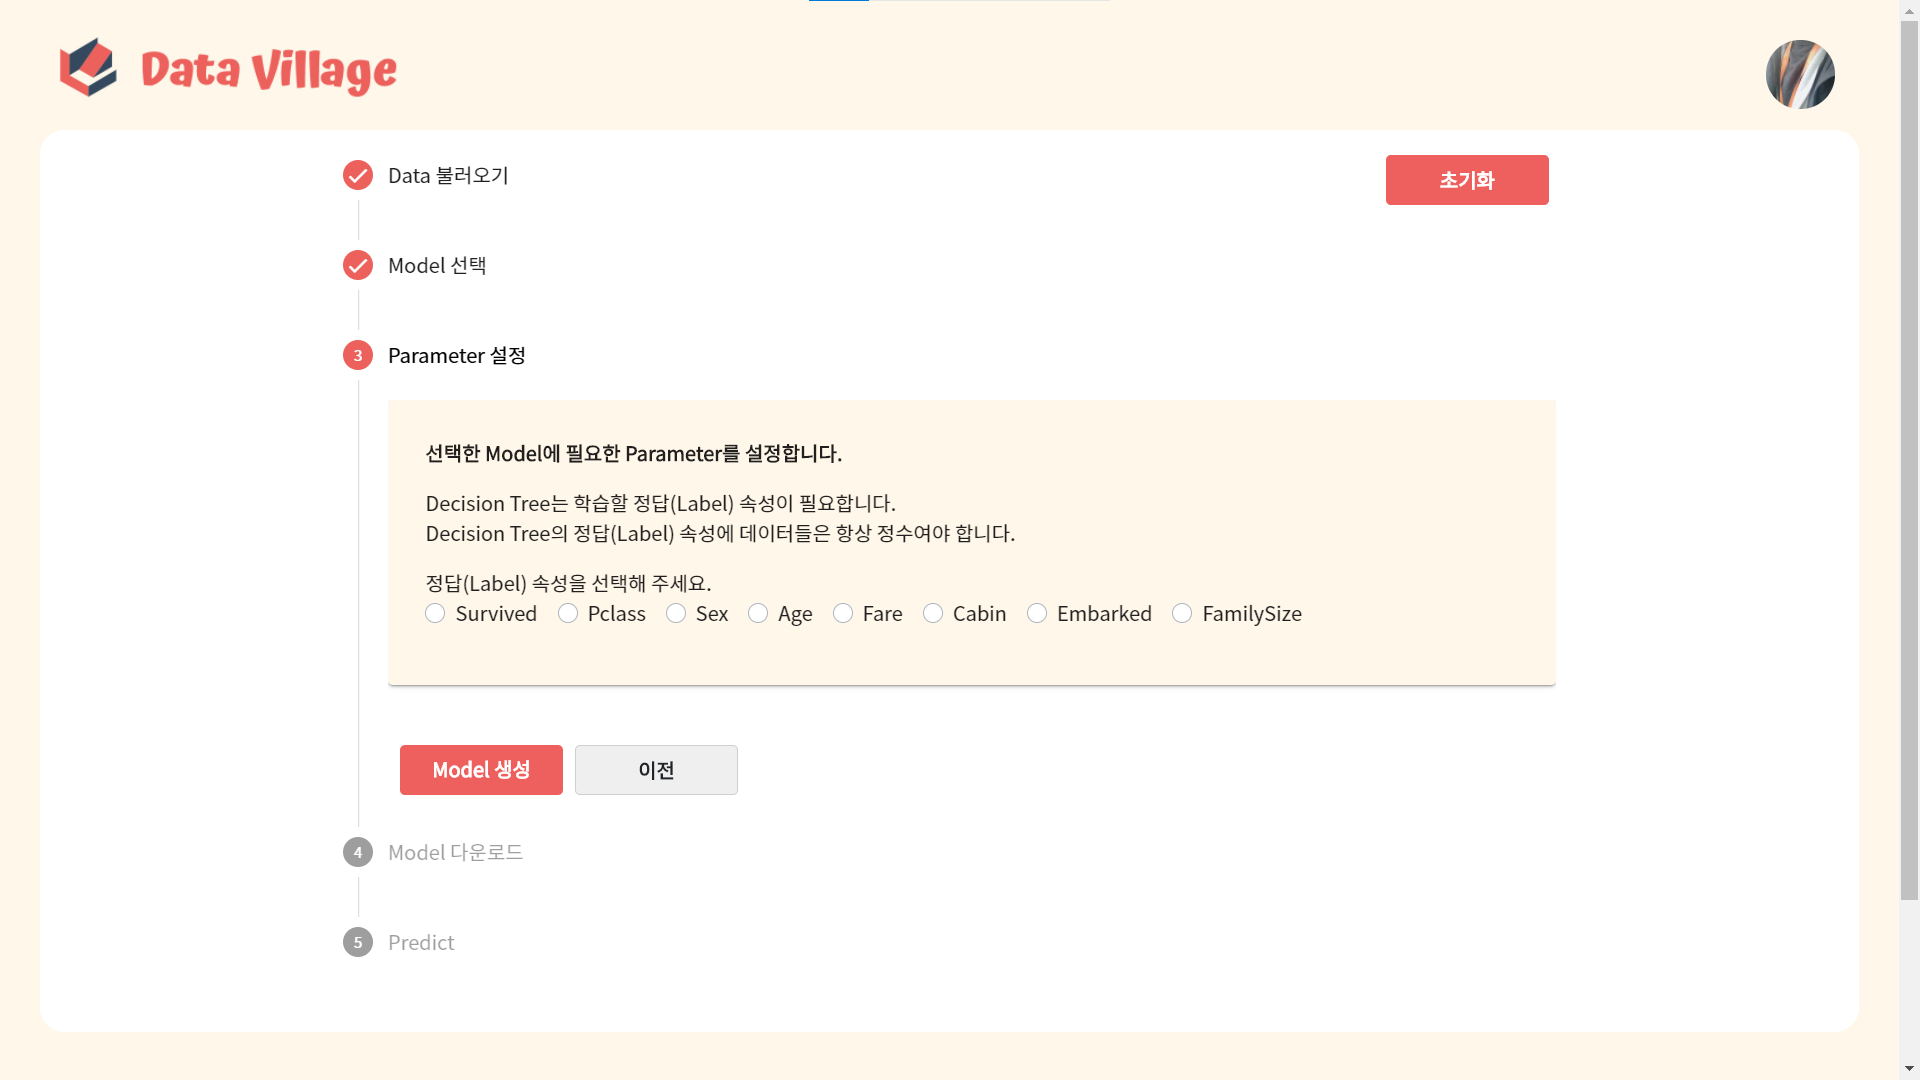 Data Village
Data 불러오기
초기화
Model 선택
3 Parameter 설정
선택한 Model에 필요한 Parameter를 설정합니다.
Decision Tree는 학습할 정답(Label) 속성이 필요합니다.
Decision Tree의 정답(Label) 속성에 데이터들은 항상 정수여야 합니다.
정답(Label) 속성을 선택해 주세요.
Survived Pclass Sex Age Fare Cabin Embarked FamilySize
Model 생성 이전
4 Model 다운로드
5 Predict